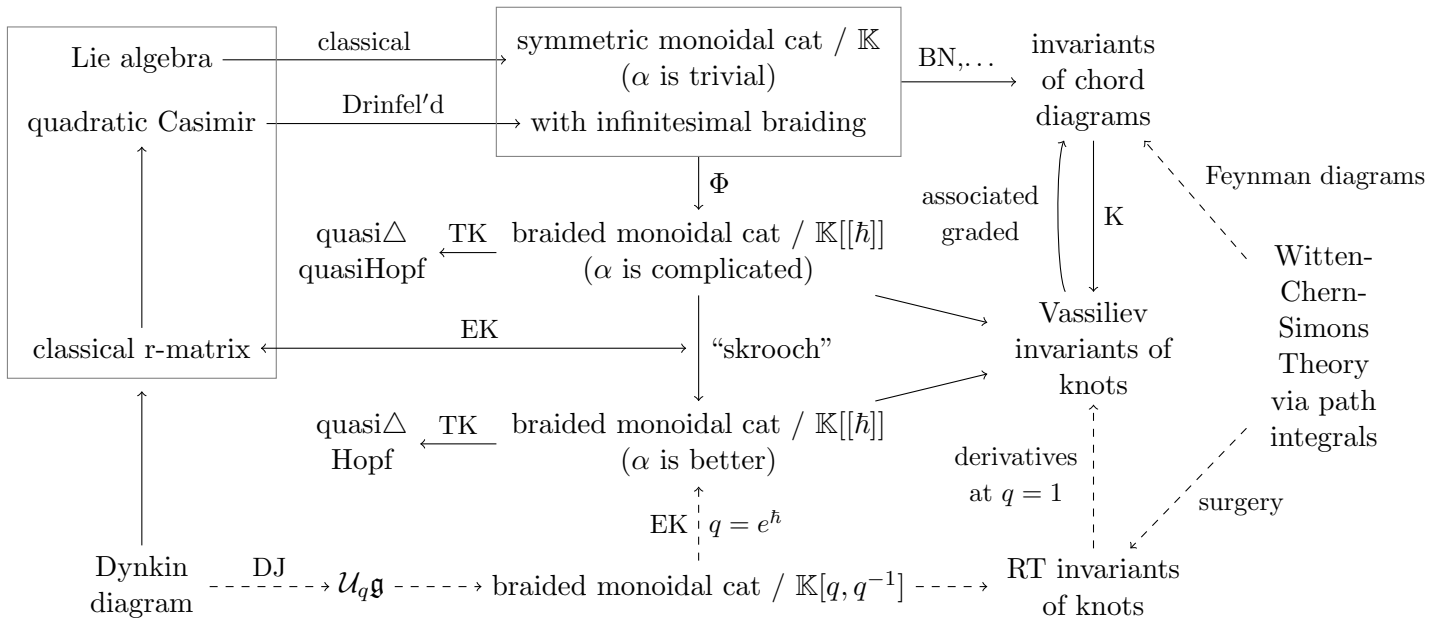 classical
Lie algebra
symmetric monoidal cat / 𝕂
(α is trivial)
BN,…
invariants
of chord
diagrams
quadratic Casimir
Drinfel′d
with infinitesimal braiding
Φ
associated
graded
K
Feynman diagrams
quasi△
quasiHopf
TK
braided monoidal cat / 𝕂[[ℏ]]
(α is complicated)
Witten-
Chern-
Simons
Theory
via path
integrals
classical r-matrix
EK
“skrooch”
Vassiliev
invariants of
knots
quasi△
Hopf
TK
braided monoidal cat / 𝕂[[ℏ]]
(α is better)
derivatives
at q = 1
surgery
EK
q = e^ℏ
Dynkin
diagram
DJ
𝒰_q𝔤
braided monoidal cat / 𝕂[q, q⁻¹]
RT invariants
of knots